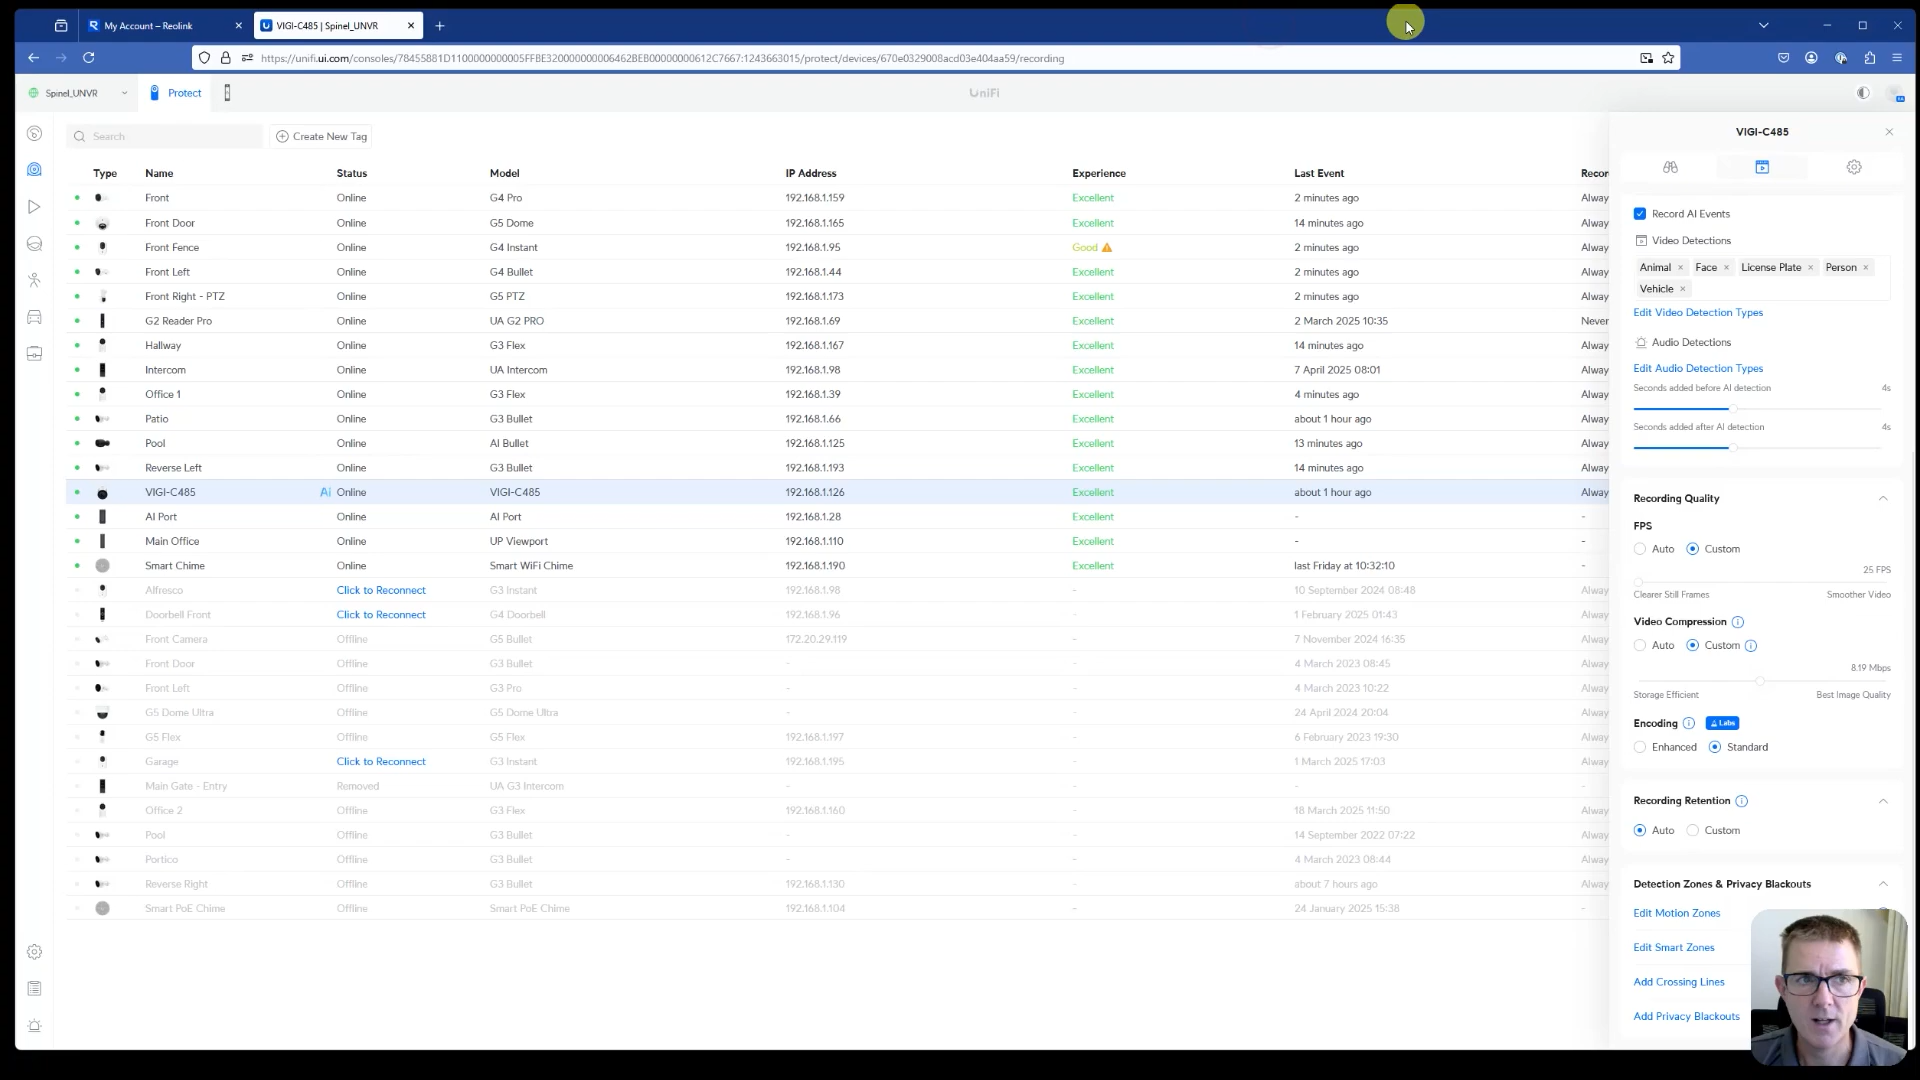 My Account – Reolink
VIGI-C485 | Spinel_UNVR
https://unifi.ui.com/consoles/78455881D1100000000005FFBE320000000006462BEB00000000612C7667:1243663015/protect/devices/670e0329008acd03e404aa59/recording
Spinel_UNVR
Protect
UniFi
Search
Create New Tag
Type Name Status Model IP Address Experience Last Event Recor
Front Online G4 Pro 192.168.1.159 Excellent 2 minutes ago Alway
Front Door Online G5 Dome 192.168.1.165 Excellent 14 minutes ago Alway
Front Fence Online G4 Instant 192.168.1.95 Good 2 minutes ago Alway
Front Left Online G4 Bullet 192.168.1.44 Excellent 2 minutes ago Alway
Front Right - PTZ Online G5 PTZ 192.168.1.173 Excellent 2 minutes ago Alway
G2 Reader Pro Online UA G2 PRO 192.168.1.69 Excellent 2 March 2025 10:35 Never
Hallway Online G3 Flex 192.168.1.167 Excellent 14 minutes ago Alway
Intercom Online UA Intercom 192.168.1.98 Excellent 7 April 2025 08:01 Alway
Office 1 Online G3 Flex 192.168.1.39 Excellent 4 minutes ago Alway
Patio Online G3 Bullet 192.168.1.66 Excellent about 1 hour ago Alway
Pool Online AI Bullet 192.168.1.125 Excellent 13 minutes ago Alway
Reverse Left Online G3 Bullet 192.168.1.193 Excellent 14 minutes ago Alway
VIGI-C485 Ai Online VIGI-C485 192.168.1.126 Excellent about 1 hour ago Alway
AI Port Online AI Port 192.168.1.28 Excellent - -
Main Office Online UP Viewport 192.168.1.110 Excellent - -
Smart Chime Online Smart WiFi Chime 192.168.1.190 Excellent last Friday at 10:32:10 -
Alfresco Click to Reconnect G3 Instant 192.168.1.98 - 10 September 2024 08:48 Alway
Doorbell Front Click to Reconnect G4 Doorbell 192.168.1.96 - 1 February 2025 01:43 Alway
Front Camera Offline G5 Bullet 172.20.29.119 - 7 November 2024 16:35 Alway
Front Door Offline G3 Bullet - - 4 March 2023 08:45 Alway
Front Left Offline G3 Pro - - 4 March 2023 10:22 Alway
G5 Dome Ultra Offline G5 Dome Ultra - - 24 April 2024 20:04 Alway
G5 Flex Offline G5 Flex 192.168.1.197 - 6 February 2023 19:30 Alway
Garage Click to Reconnect G3 Instant 192.168.1.195 - 1 March 2025 17:03 Alway
Main Gate - Entry Removed UA G3 Intercom - - - -
Office 2 Offline G3 Flex 192.168.1.160 - 18 March 2025 11:50 Alway
Pool Offline G3 Bullet - - 14 September 2022 07:22 Alway
Portico Offline G3 Bullet - - 4 March 2023 08:44 Alway
Reverse Right Offline G3 Bullet 192.168.1.130 - about 7 hours ago Alway
Smart PoE Chime Offline Smart PoE Chime 192.168.1.104 - 24 January 2025 15:38 -
VIGI-C485
Record AI Events
Video Detections
Animal × Face × License Plate × Person ×
Vehicle ×
Edit Video Detection Types
Audio Detections
Edit Audio Detection Types
Seconds added before AI detection 4s
Seconds added after AI detection 4s
Recording Quality
FPS
Auto Custom
25 FPS
Clearer Still Frames Smoother Video
Video Compression
Auto Custom
8.19 Mbps
Storage Efficient Best Image Quality
Encoding Labs
Enhanced Standard
Recording Retention
Auto Custom
Detection Zones & Privacy Blackouts
Edit Motion Zones
Edit Smart Zones
Add Crossing Lines
Add Privacy Blackouts